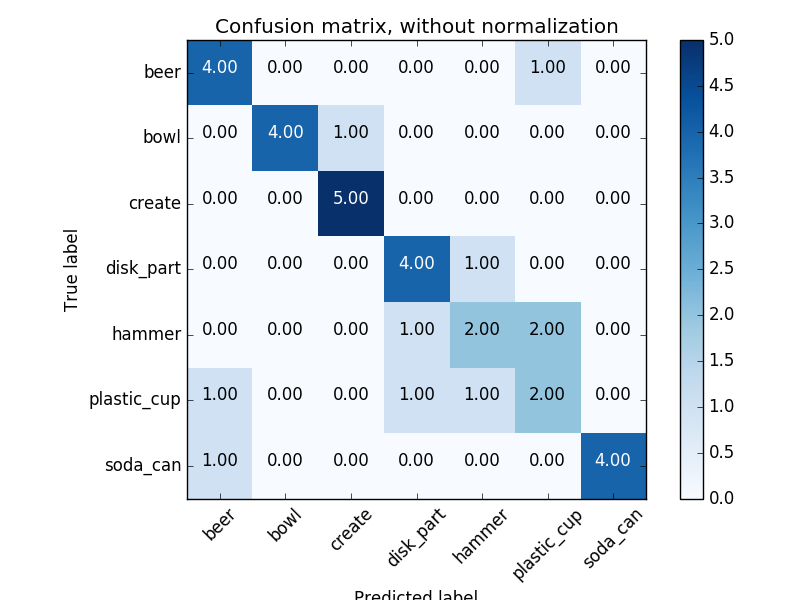 Confusion matrix, without normalization
beer 4.00 0.00 0.00 0.00 0.00 1.00 0.00
bowl 0.00 4.00 1.00 0.00 0.00 0.00 0.00
create 0.00 0.00 5.00 0.00 0.00 0.00 0.00
disk_part 0.00 0.00 0.00 4.00 1.00 0.00 0.00
hammer 0.00 0.00 0.00 1.00 2.00 2.00 0.00
plastic_cup 1.00 0.00 0.00 1.00 1.00 2.00 0.00
soda_can 1.00 0.00 0.00 0.00 0.00 0.00 4.00
True label
beer bowl create disk_part hammer plastic_cup soda_can
Predicted label
5.0
4.5
4.0
3.5
3.0
2.5
2.0
1.5
1.0
0.5
0.0